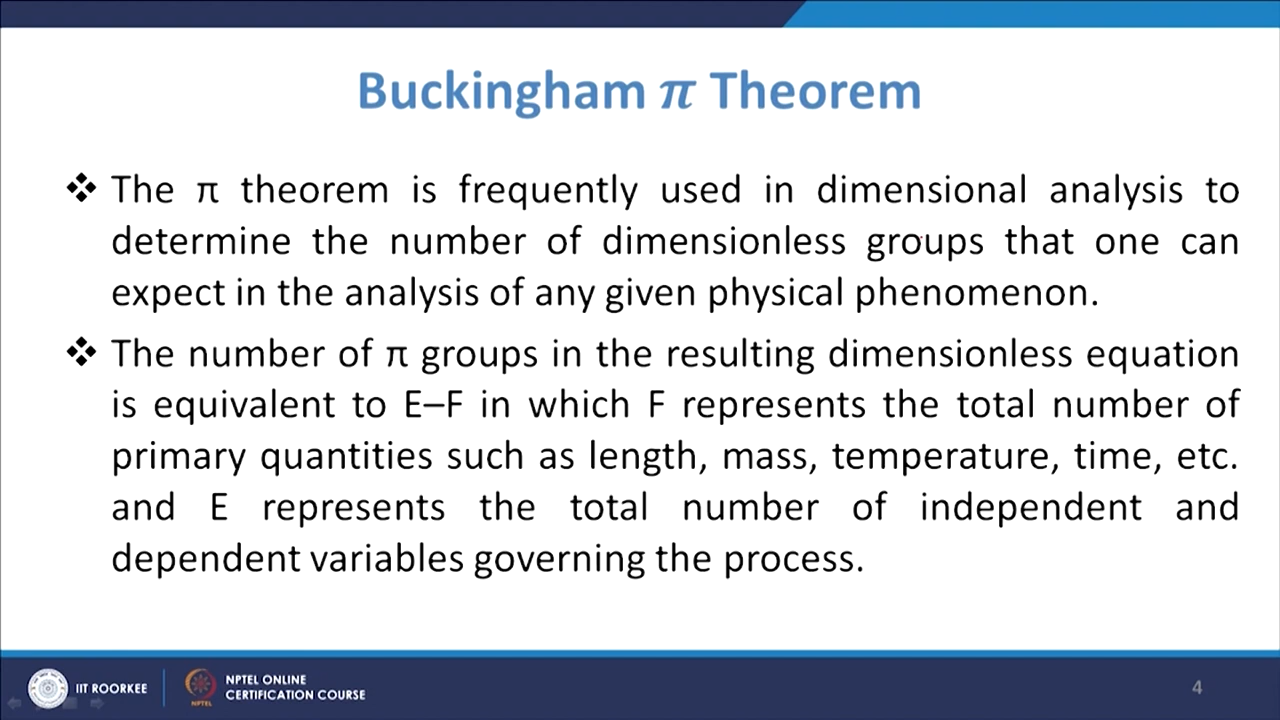 Buckingham π Theorem
❖ The π theorem is frequently used in dimensional analysis to
determine the number of dimensionless groups that one can
expect in the analysis of any given physical phenomenon.
❖ The number of π groups in the resulting dimensionless equation
is equivalent to E–F in which F represents the total number of
primary quantities such as length, mass, temperature, time, etc.
and E represents the total number of independent and
dependent variables governing the process.
IIT ROORKEE
NPTEL
NPTEL ONLINE
CERTIFICATION COURSE
4